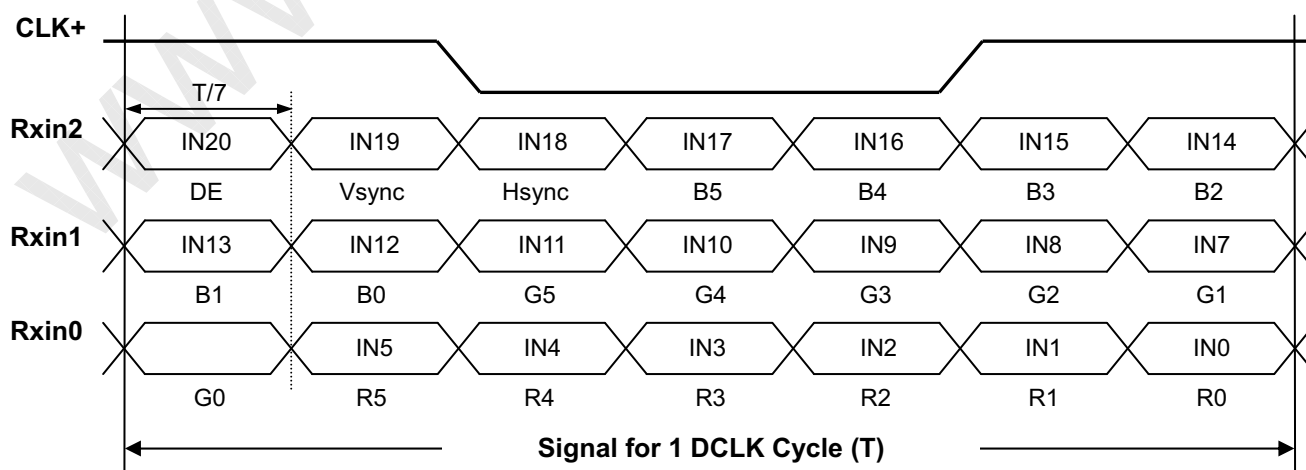 CLK+
T/7
Rxin2
IN20 IN19 IN18 IN17 IN16 IN15 IN14
DE Vsync Hsync B5 B4 B3 B2
Rxin1
IN13 IN12 IN11 IN10 IN9 IN8 IN7
B1 B0 G5 G4 G3 G2 G1
Rxin0
IN5 IN4 IN3 IN2 IN1 IN0
G0 R5 R4 R3 R2 R1 R0
Signal for 1 DCLK Cycle (T)